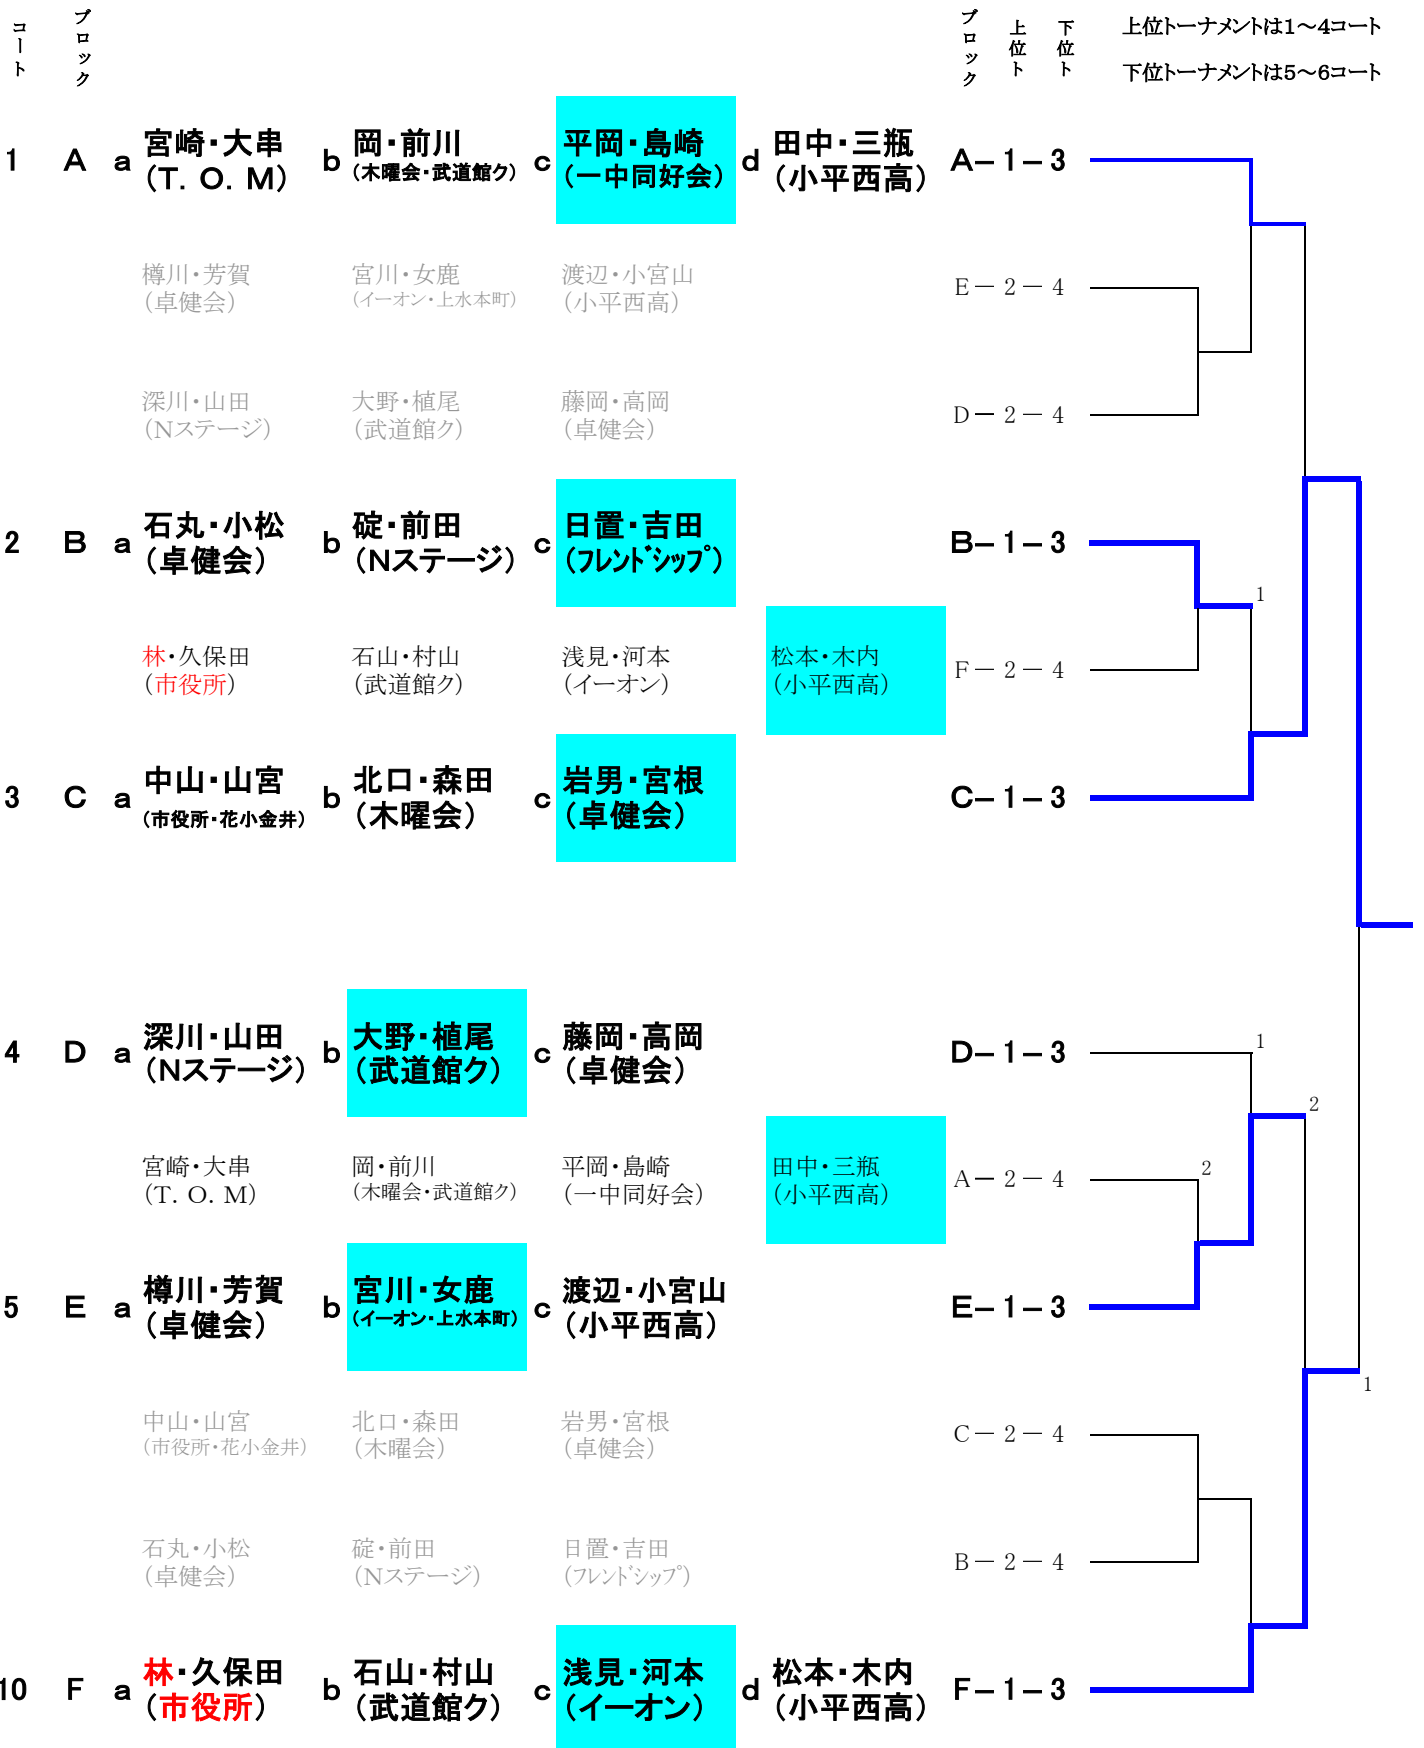 コート ブロック ブロック 上位ト 下位ト 上位トーナメントは1～4コート
下位トーナメントは5～6コート
1 A a 宮崎・大串 b 岡・前川 c 平岡・島崎 d 田中・三瓶 A－1－3
(T．O．M) (木曜会・武道館ク) (一中同好会) (小平西高)
樽川・芳賀 宮川・女鹿 渡辺・小宮山 E－2－4
(卓健会) (イーオン・上水本町) (小平西高)
深川・山田 大野・植尾 藤岡・高岡 D－2－4
(Nステージ) (武道館ク) (卓健会)
2 B a 石丸・小松 b 碇・前田 c 日置・吉田 B－1－3
(卓健会) (Nステージ) (フレンドシップ)
1
林・久保田 石山・村山 浅見・河本 松本・木内 F－2－4
(市役所) (武道館ク) (イーオン) (小平西高)
3 C a 中山・山宮 b 北口・森田 c 岩男・宮根 C－1－3
(市役所・花小金井) (木曜会) (卓健会)
4 D a 深川・山田 b 大野・植尾 c 藤岡・高岡 D－1－3 1
(Nステージ) (武道館ク) (卓健会)
2
宮崎・大串 岡・前川 平岡・島崎 田中・三瓶 A－2－4 2
(T．O．M) (木曜会・武道館ク) (一中同好会) (小平西高)
5 E a 樽川・芳賀 b 宮川・女鹿 c 渡辺・小宮山 E－1－3
(卓健会) (イーオン・上水本町) (小平西高)
1
中山・山宮 北口・森田 岩男・宮根 C－2－4
(市役所・花小金井) (木曜会) (卓健会)
石丸・小松 碇・前田 日置・吉田 B－2－4
(卓健会) (Nステージ) (フレンドシップ)
10 F a 林・久保田 b 石山・村山 c 浅見・河本 d 松本・木内 F－1－3
(市役所) (武道館ク) (イーオン) (小平西高)